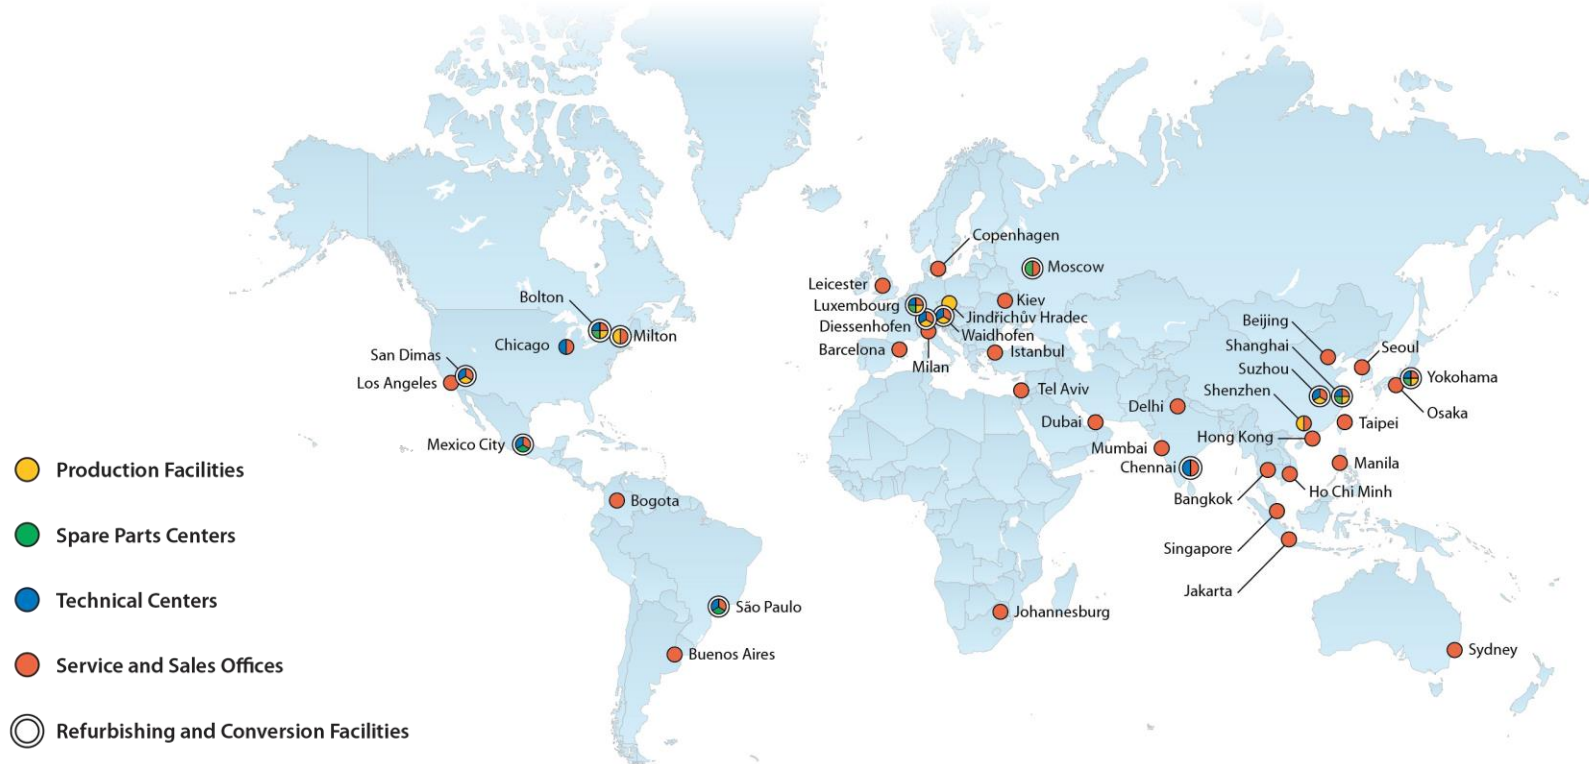 Copenhagen
Moscow
Leicester
Bolton
Luxembourg
Kiev
Jindřichův Hradec
Diessenhofen
Waidhofen
Milton
Beijing
Chicago
Shanghai
Seoul
Barcelona
Istanbul
San Dimas
Milan
Suzhou
Yokohama
Los Angeles
Tel Aviv
Shenzhen
Delhi
Osaka
Dubai
Taipei
Hong Kong
Mexico City
Mumbai
Manila
Chennai
Production Facilities
Ho Chi Minh
Bangkok
Bogota
Spare Parts Centers
Singapore
Jakarta
Technical Centers
São Paulo
Johannesburg
Sydney
Buenos Aires
Service and Sales Offices
Refurbishing and Conversion Facilities